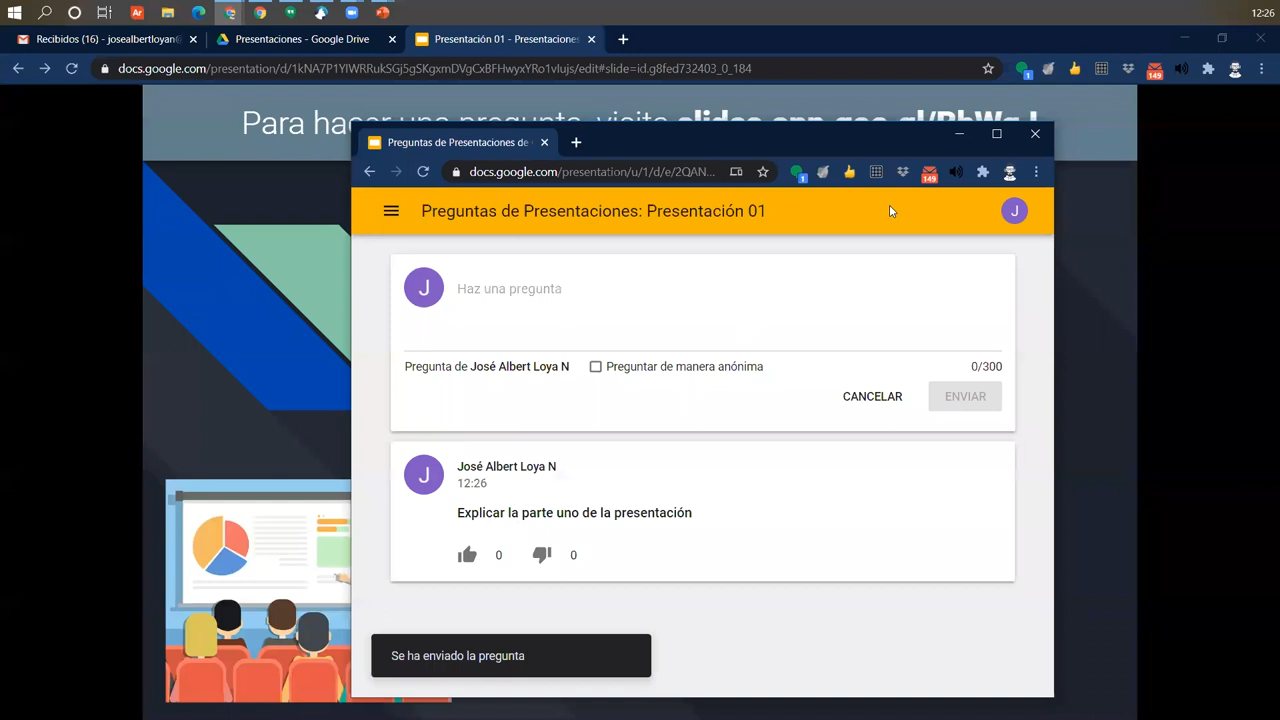 12:26
Recibidos (16) - josealbertloyan@
Presentaciones - Google Drive
Presentación 01 - Presentaciones
docs.google.com/presentation/d/1kNA7P1YIWRRukSGj5gSKgxmDVgCxBFHwyxYRo1vIujs/edit#slide=id.g8fed732403_0_184
1
149
Para hacer una pregunta, visite
Preguntas de Presentaciones de
docs.google.com/presentation/u/1/d/e/2QAN...
1
149
Preguntas de Presentaciones: Presentación 01
J
J
Haz una pregunta
Pregunta de José Albert Loya N
Preguntar de manera anónima
0/300
CANCELAR
ENVIAR
J
José Albert Loya N
12:26
Explicar la parte uno de la presentación
0
0
Se ha enviado la pregunta